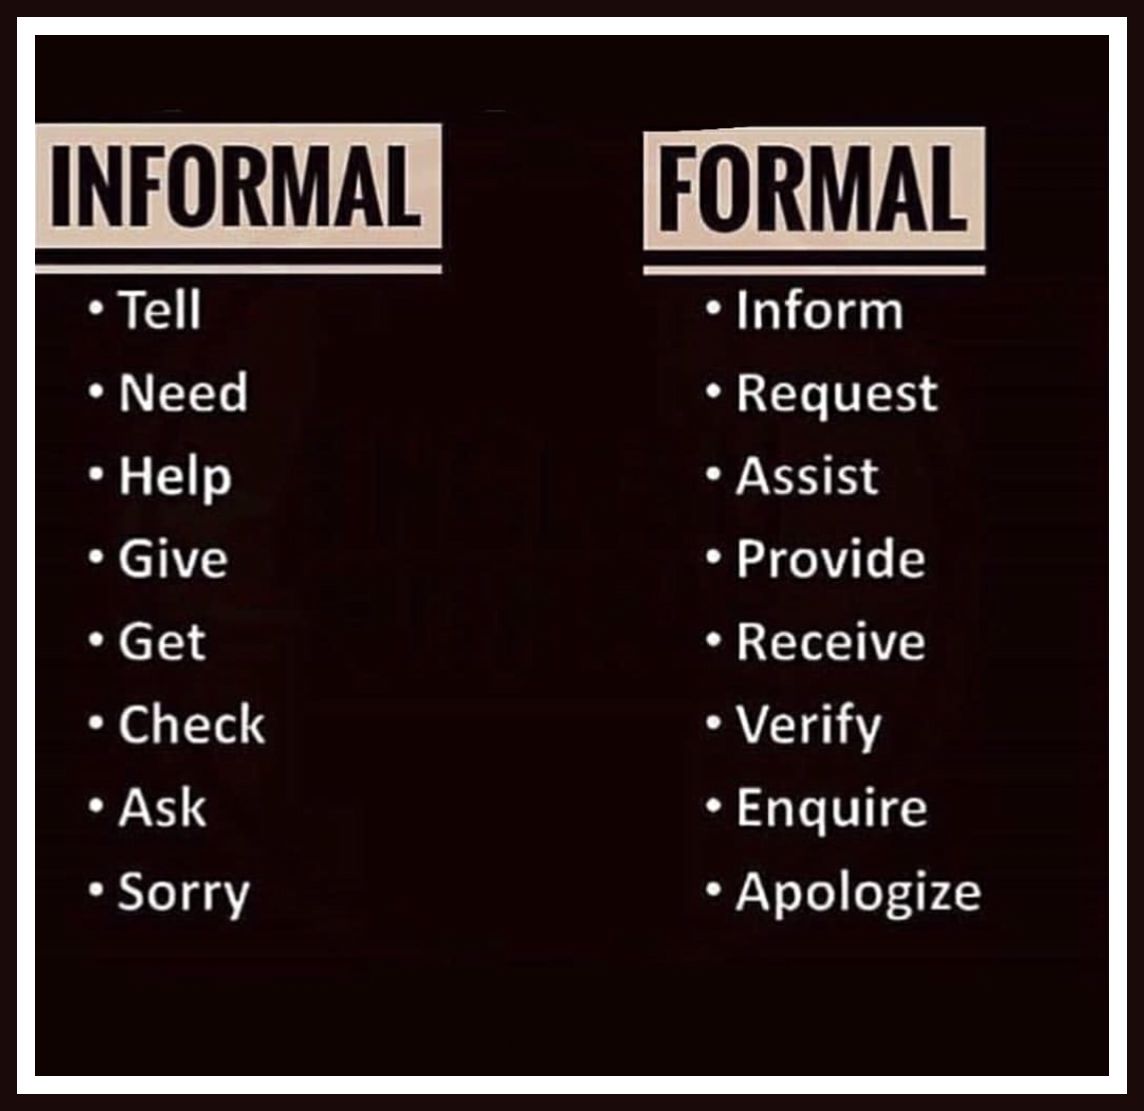 INFORMAL
• Tell
• Need
• Help
• Give
• Get
• Check
• Ask
• Sorry
FORMAL
• Inform
• Request
• Assist
• Provide
• Receive
• Verify
• Enquire
• Apologize